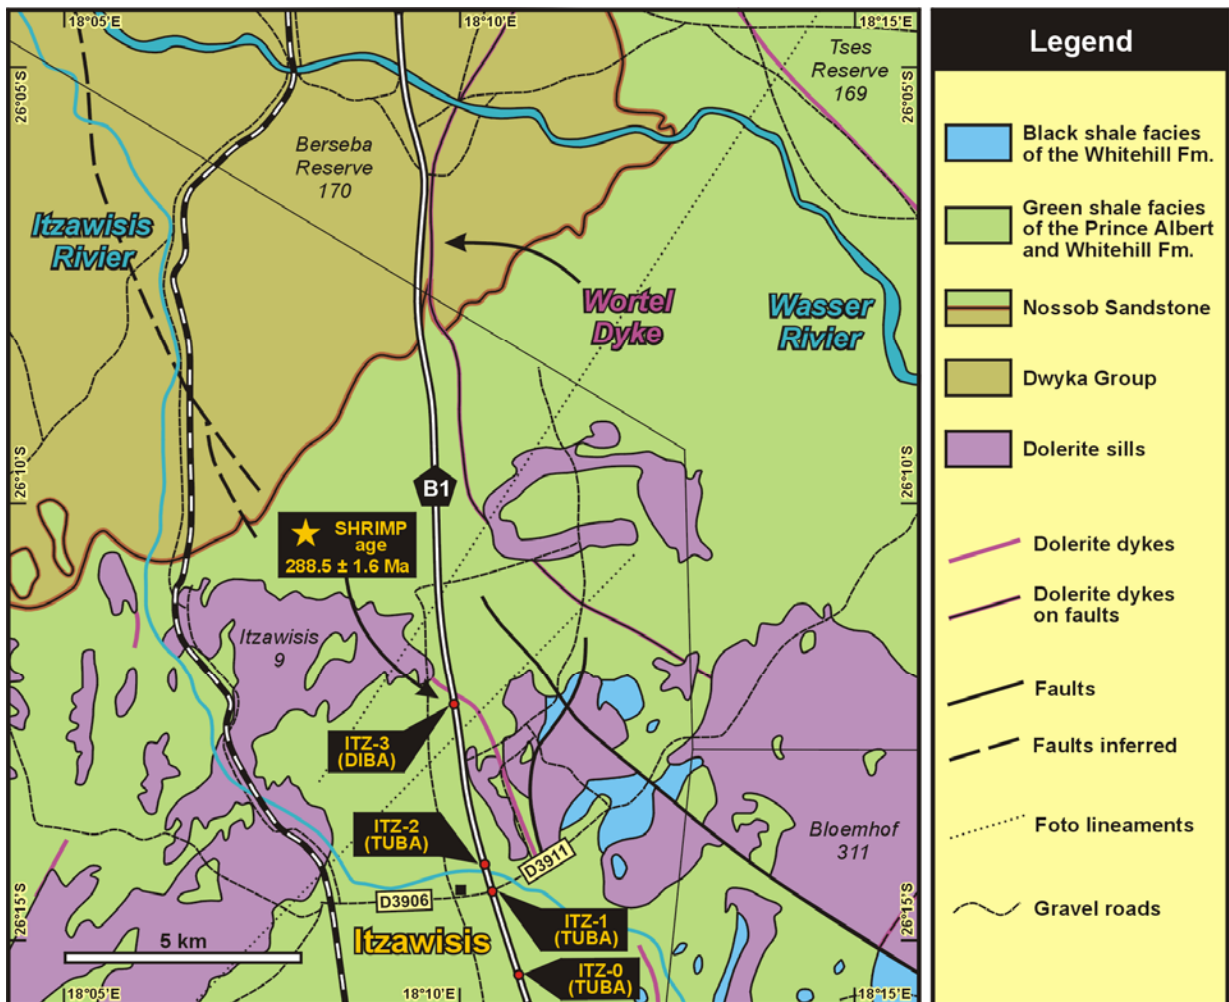 18°05'E
18°10'E
18°15'E
26°05'S
26°05'S
Tses
Reserve
169
Berseba
Reserve
170
Itzawisis
Rivier
Wortel
Dyke
Wasser
Rivier
26°10'S
26°10'S
B1
SHRIMP
age
288.5 ± 1.6 Ma
Itzawisis
9
ITZ-3
(DIBA)
ITZ-2
(TUBA)
Bloemhof
311
D3911
D3906
26°15'S
26°15'S
5 km
Itzawisis
ITZ-1
(TUBA)
ITZ-0
(TUBA)
18°05'E
18°10'E
18°15'E
Legend
Black shale facies
of the Whitehill Fm.
Green shale facies
of the Prince Albert
and Whitehill Fm.
Nossob Sandstone
Dwyka Group
Dolerite sills
Dolerite dykes
Dolerite dykes
on faults
Faults
Faults inferred
Foto lineaments
Gravel roads